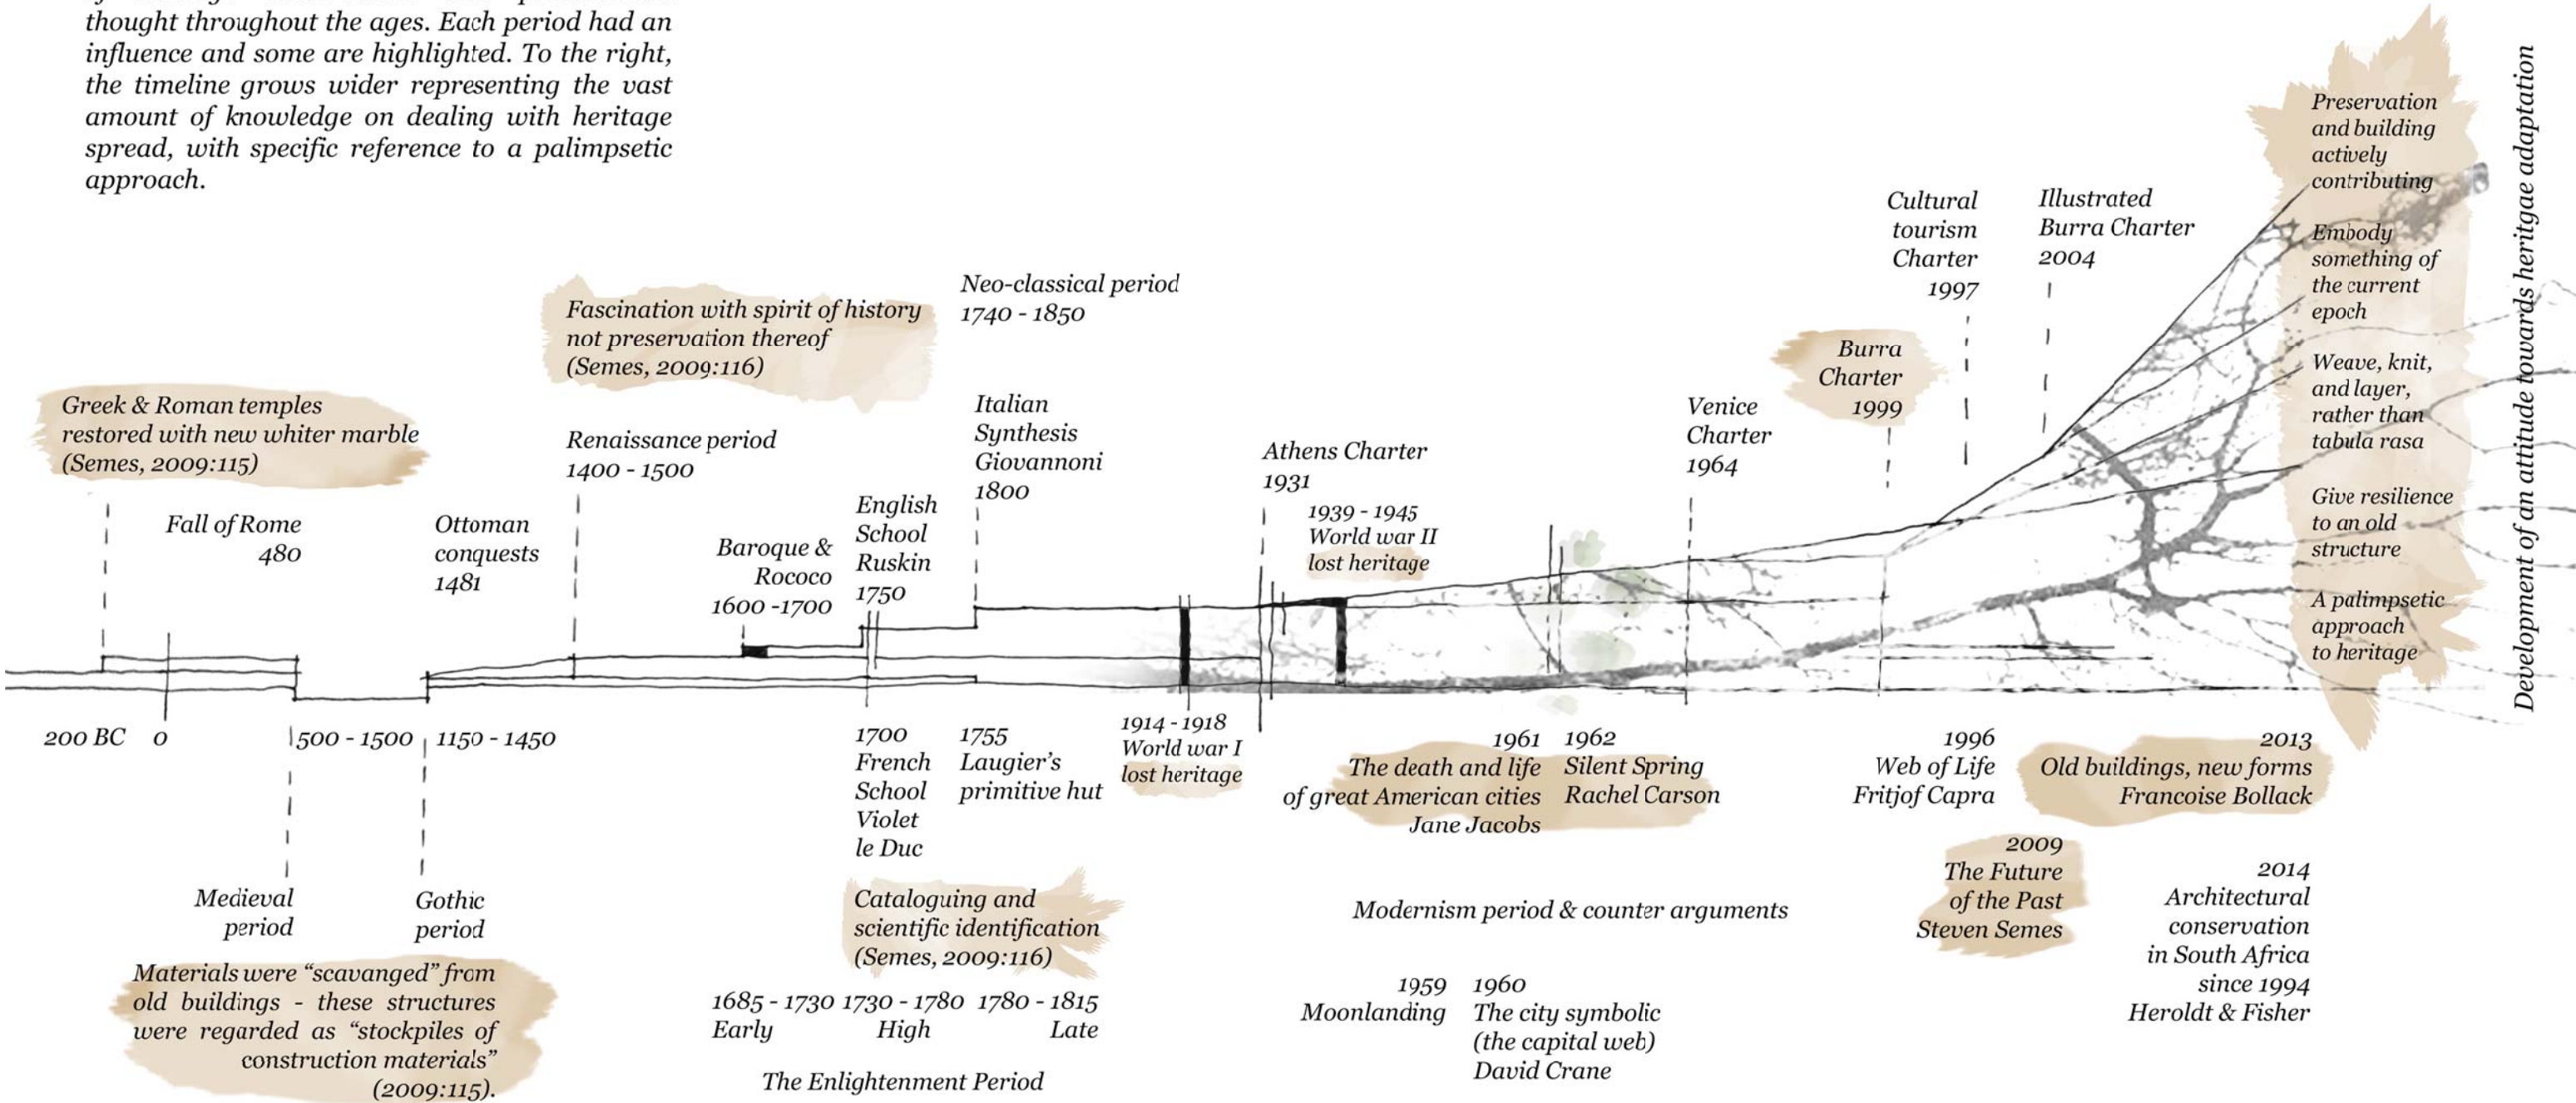 thought throughout the ages. Each period had an
influence and some are highlighted. To the right,
the timeline grows wider representing the vast
amount of knowledge on dealing with heritage
spread, with specific reference to a palimpsetic
approach.
Greek & Roman temples
restored with new whiter marble
(Semes, 2009:115)
Fall of Rome
480
Ottoman
conquests
1481
Fascination with spirit of history
not preservation thereof
(Semes, 2009:116)
Renaissance period
1400 - 1500
Baroque &
Rococo
1600 -1700
English
School
Ruskin
1750
Neo-classical period
1740 - 1850
Italian
Synthesis
Giovannoni
1800
Athens Charter
1931
1939 - 1945
World war II
lost heritage
Venice
Charter
1964
Burra
Charter
1999
Cultural
tourism
Charter
1997
Illustrated
Burra Charter
2004
Preservation
and building
actively
contributing
Embody
something of
the current
epoch
Weave, knit,
and layer,
rather than
tabula rasa
Give resilience
to an old
structure
A palimpsetic
approach
to heritage
Development of an attitude towards heritgae adaptation
200 BC
0
500 - 1500
1150 - 1450
Medieval
period
Gothic
period
Materials were “scavanged” from
old buildings - these structures
were regarded as “stockpiles of
construction materials”
(2009:115).
1700
French
School
Violet
le Duc
1755
Laugier’s
primitive hut
Cataloguing and
scientific identification
(Semes, 2009:116)
1685 - 1730 1730 - 1780 1780 - 1815
Early High Late
The Enlightenment Period
1914 - 1918
World war I
lost heritage
1961
The death and life
of great American cities
Jane Jacobs
1962
Silent Spring
Rachel Carson
Modernism period & counter arguments
1959
Moonlanding
1960
The city symbolic
(the capital web)
David Crane
1996
Web of Life
Fritjof Capra
2013
Old buildings, new forms
Francoise Bollack
2009
The Future
of the Past
Steven Semes
2014
Architectural
conservation
in South Africa
since 1994
Heroldt & Fisher